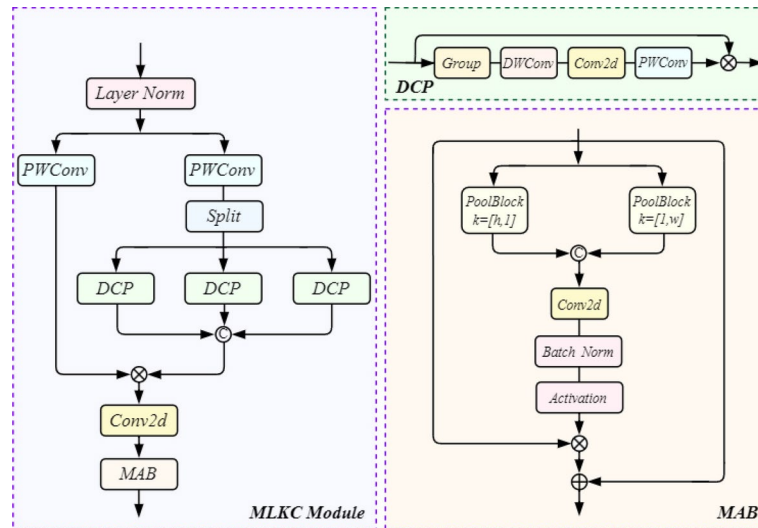 Layer Norm
PWConv
PWConv
Split
DCP
DCP
DCP
C
Conv2d
MAB
MLKC Module
Group
DWConv
Conv2d
PWConv
DCP
PoolBlock
k=[h,1]
PoolBlock
k=[1,w]
C
Conv2d
Batch Norm
Activation
MAB